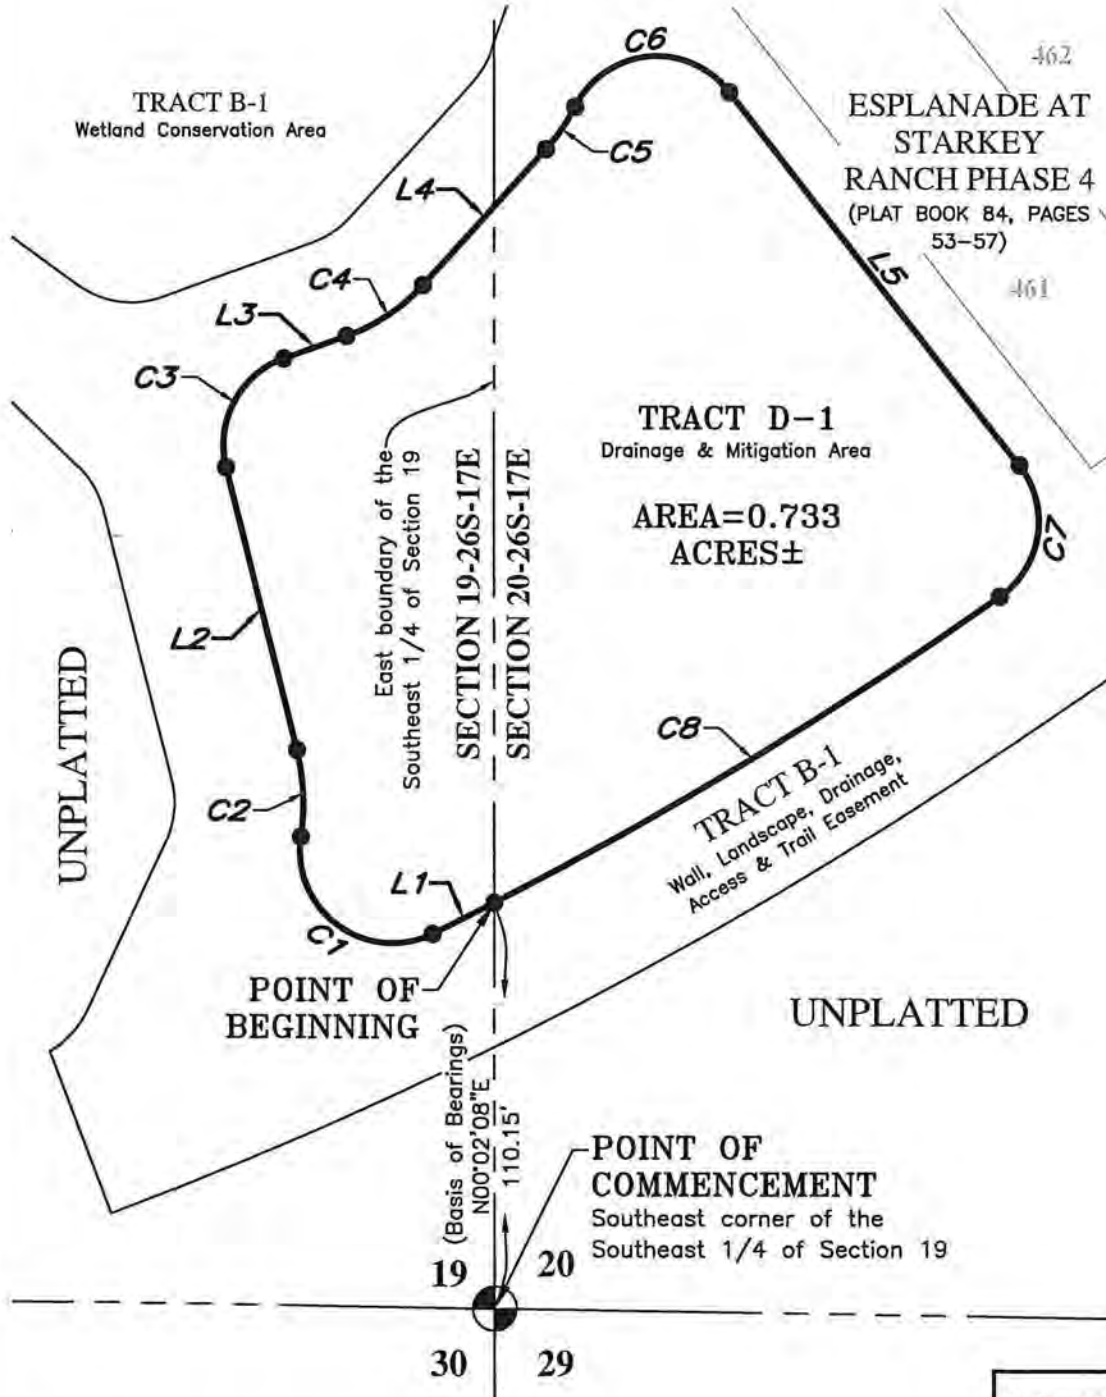 C6
462
TRACT B-1
Wetland Conservation Area
ESPLANADE AT
STARKEY
RANCH PHASE 4
(PLAT BOOK 84, PAGES
53-57)
C5
L4
L5
461
C4
L3
C3
TRACT D-1
Drainage & Mitigation Area
AREA=0.733
ACRES±
East boundary of the
Southeast 1/4 of Section 19
SECTION 19-26S-17E
SECTION 20-26S-17E
C7
L2
UNPLATTED
C8
C2
TRACT B-1
Wall, Landscape, Drainage,
Access & Trail Easement
L1
C1
POINT OF
BEGINNING
UNPLATTED
(Basis of Bearings)
N00°02'08"E
110.15'
POINT OF
COMMENCEMENT
Southeast corner of the
Southeast 1/4 of Section 19
19
20
30
29